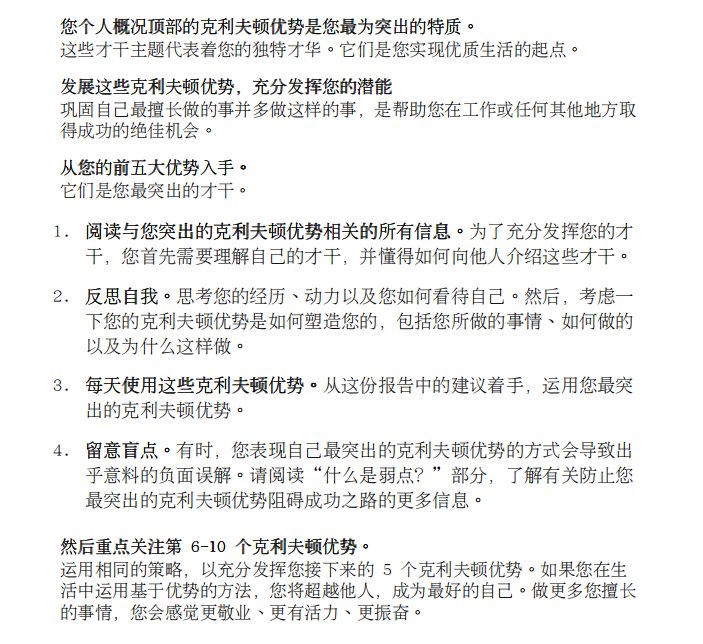 您个人概况顶部的克利夫顿优势是您最为突出的特质。
这些才干主题代表着您的独特才华。它们是您实现优质生活的起点。
发展这些克利夫顿优势，充分发挥您的潜能
巩固自己最擅长做的事并多做这样的事，是帮助您在工作或任何其他地方取
得成功的绝佳机会。
从您的前五大优势入手。
它们是您最突出的才干。
1. 阅读与您突出的克利夫顿优势相关的所有信息。为了充分发挥您的才
干，您首先需要理解自己的才干，并懂得如何向他人介绍这些才干。
2. 反思自我。思考您的经历、动力以及您如何看待自己。然后，考虑一
下您的克利夫顿优势是如何塑造您的，包括您所做的事情、如何做的
以及为什么这样做。
3. 每天使用这些克利夫顿优势。从这份报告中的建议着手，运用您最突
出的克利夫顿优势。
4. 留意盲点。有时，您表现自己最突出的克利夫顿优势的方式会导致出
乎意料的负面误解。请阅读“什么是弱点？”部分，了解有关防止您
最突出的克利夫顿优势阻碍成功之路的更多信息。
然后重点关注第 6-10 个克利夫顿优势。
运用相同的策略，以充分发挥您接下来的 5 个克利夫顿优势。如果您在生
活中运用基于优势的方法，您将超越他人，成为最好的自己。做更多您擅长
的事情，您会感觉更敬业、更有活力、更振奋。